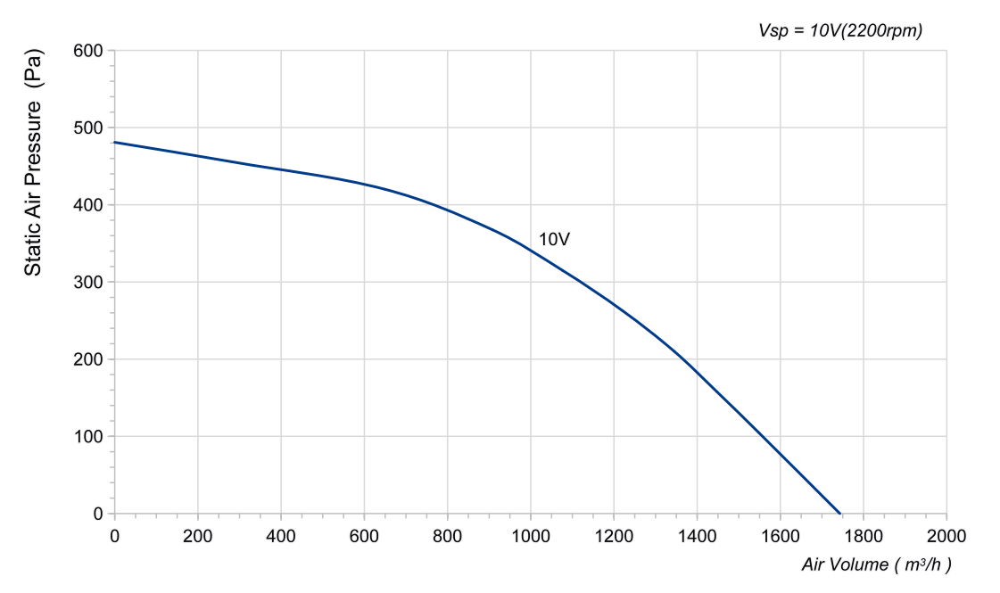 Vsp = 10V(2200rpm)
Static Air Pressure (Pa)
600
500
400
300
200
100
0
10V
0 200 400 600 800 1000 1200 1400 1600 1800 2000
Air Volume ( m³/h )